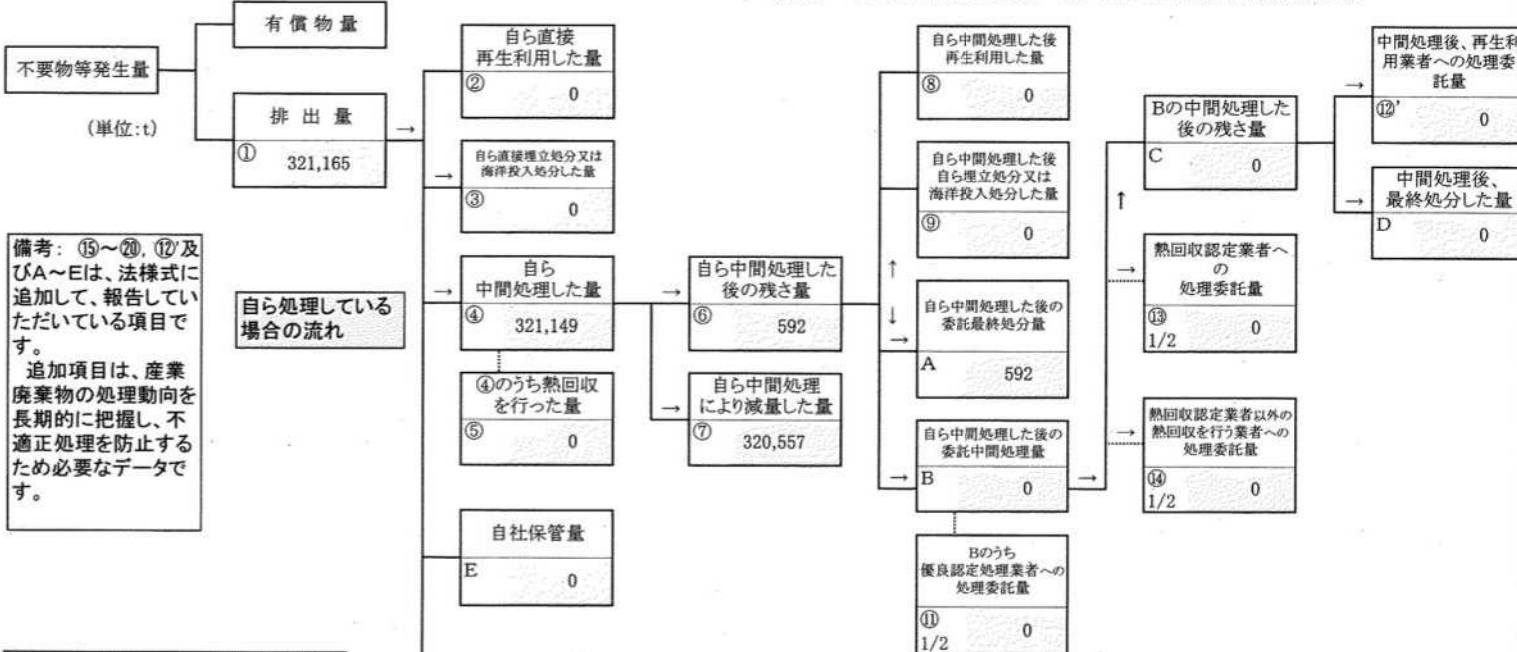 不要物等発生量
(単位:t)
有償物量
排出量
① 321,165
備考: ⑮～⑳, ⑫'及
びA～Eは、法様式に
追加して、報告してい
ただいている項目で
す。
追加項目は、産業
廃棄物の処理動向を
長期的に把握し、不
適正処理を防止する
ため必要なデータで
す。
自ら処理している
場合の流れ
自ら直接
再生利用した量
② 0
自ら直接埋立処分又は
海洋投入処分した量
③ 0
自ら
中間処理した量
④ 321,149
④のうち熱回収
を行った量
⑤ 0
自社保管量
E 0
自ら中間処理した
後の残さ量
⑥ 592
自ら中間処理
により減量した量
⑦ 320,557
自ら中間処理した後
再生利用した量
⑧ 0
自ら中間処理した後
自ら埋立処分又は
海洋投入処分した量
⑨ 0
自ら中間処理した後の
委託最終処分量
A 592
自ら中間処理した後の
委託中間処理量
B 0
Bのうち
優良認定処理業者への
処理委託量
⑪
1/2 0
Bの中間処理した
後の残さ量
C 0
熱回収認定業者へ
の
処理委託量
⑬
1/2 0
熱回収認定業者以外の
熱回収を行う業者への
処理委託量
⑭
1/2 0
中間処理後、再生利
用業者への処理委
託量
⑫' 0
中間処理後、
最終処分した量
D 0